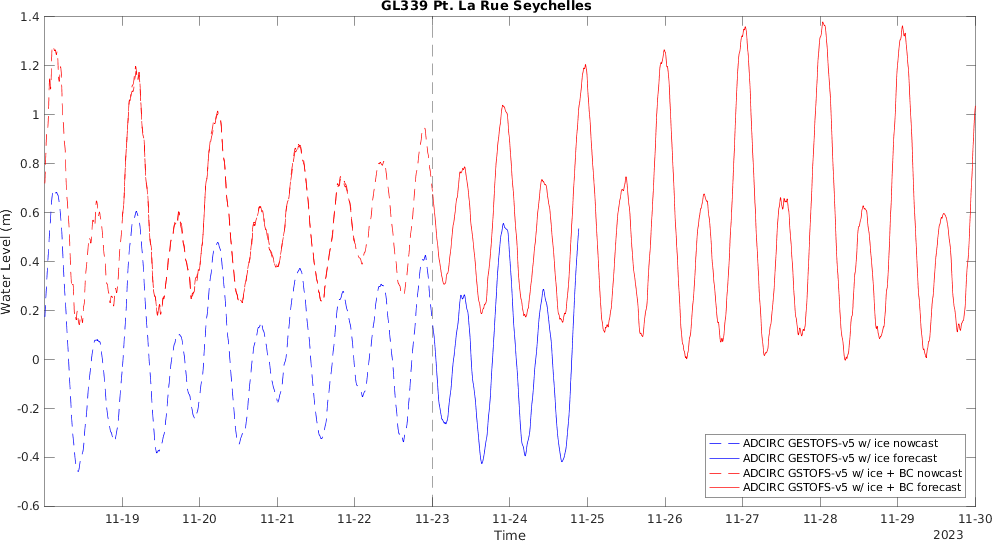 GL339 Pt. La Rue Seychelles
1.4
1.2
1
0.8
0.6
0.4
0.2
0
-0.2
-0.4
-0.6
Water Level (m)
ADCIRC GESTOFS-v5 w/ ice nowcast
ADCIRC GESTOFS-v5 w/ ice forecast
ADCIRC GSTOFS-v5 w/ ice + BC nowcast
ADCIRC GSTOFS-v5 w/ ice + BC forecast
11-19 11-20 11-21 11-22 11-23 11-24 11-25 11-26 11-27 11-28 11-29 11-30
Time
2023